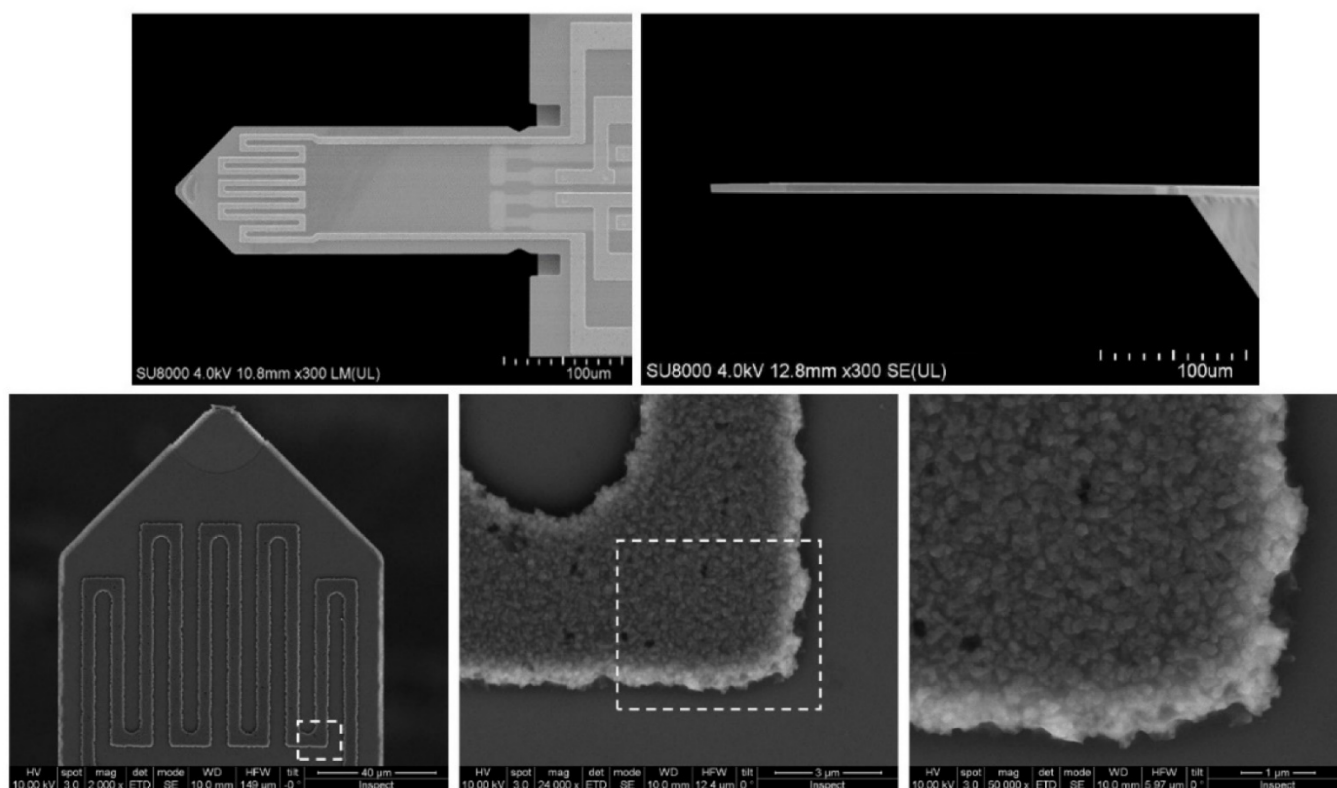 100um
SU8000 4.0kV 10.8mm x300 LM(UL)
100um
SU8000 4.0kV 12.8mm x300 SE(UL)
HV spot mag det mode WD HFW tilt 40 µm
10.00 kV 3.0 2 000 x ETD SE 10.0 mm 149 µm -0 ° Inspect
HV spot mag det mode WD HFW tilt 3 µm
10.00 kV 3.0 24 000 x ETD SE 10.0 mm 12.4 µm 0 ° Inspect
HV spot mag det mode WD HFW tilt 1 µm
10.00 kV 3.0 50 000 x ETD SE 10.0 mm 5.97 µm 0 ° Inspect